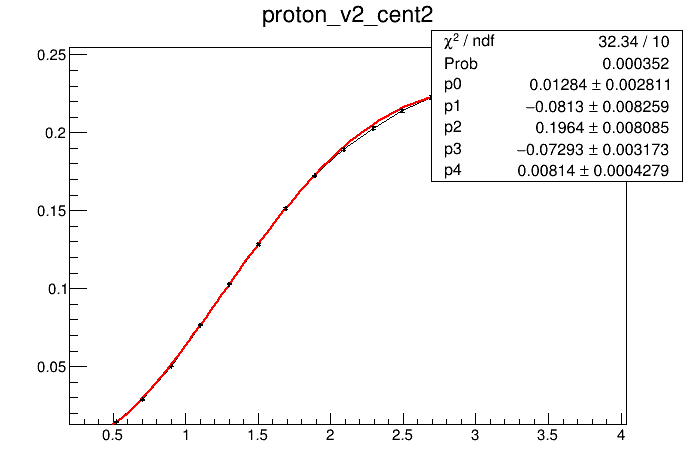 proton_v2_cent2
χ² / ndf 32.34 / 10
Prob 0.000352
p0 0.01284 ± 0.002811
p1 −0.0813 ± 0.008259
p2 0.1964 ± 0.008085
p3 −0.07293 ± 0.003173
p4 0.00814 ± 0.0004279
0.25
0.2
0.15
0.1
0.05
0.5 1 1.5 2 2.5 3 3.5 4